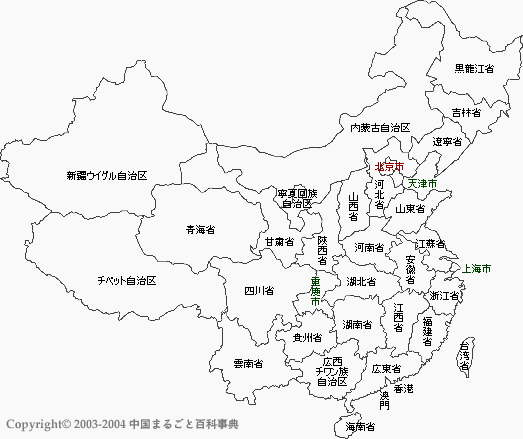 黒龍江省
吉林省
内蒙古自治区
遼寧省
北京市
天津市
新疆ウイグル自治区
河北省
山西省
寧夏回族
自治区
山東省
青海省
甘粛省
陝西省
河南省
江蘇省
安徽省
上海市
チベット自治区
四川省
重慶市
湖北省
浙江省
江西省
湖南省
福建省
貴州省
台湾省
雲南省
広西
チワン族
自治区
広東省
香港
澳門
海南省
Copyright© 2003-2004 中国まるごと百科事典